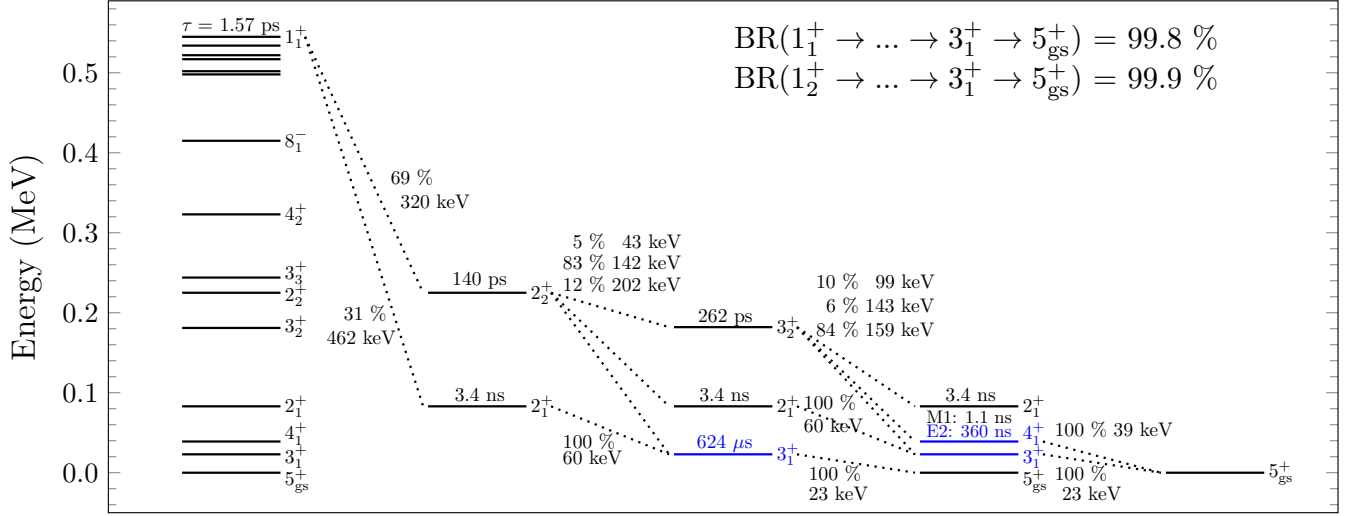 BR(1₁⁺ → ... → 3₁⁺ → 5⁺gs) = 99.8 %
BR(1₂⁺ → ... → 3₁⁺ → 5⁺gs) = 99.9 %
Energy (MeV)
0.5
0.4
0.3
0.2
0.1
0.0
τ = 1.57 ps
1₁⁺
8₁⁻
4₂⁺
3₃⁺
2₂⁺
3₂⁺
2₁⁺
4₁⁺
3₁⁺
5⁺gs
69 %
320 keV
31 %
462 keV
140 ps 2₂⁺
3.4 ns 2₁⁺
5 % 43 keV
83 % 142 keV
12 % 202 keV
100 %
60 keV
262 ps 3₂⁺
3.4 ns 2₁⁺
624 μs 3₁⁺
10 % 99 keV
6 % 143 keV
84 % 159 keV
100 %
60 keV
100 %
23 keV
3.4 ns 2₁⁺
M1: 1.1 ns
E2: 360 ns 4₁⁺
3₁⁺
5⁺gs
100 % 39 keV
100 %
23 keV
5⁺gs